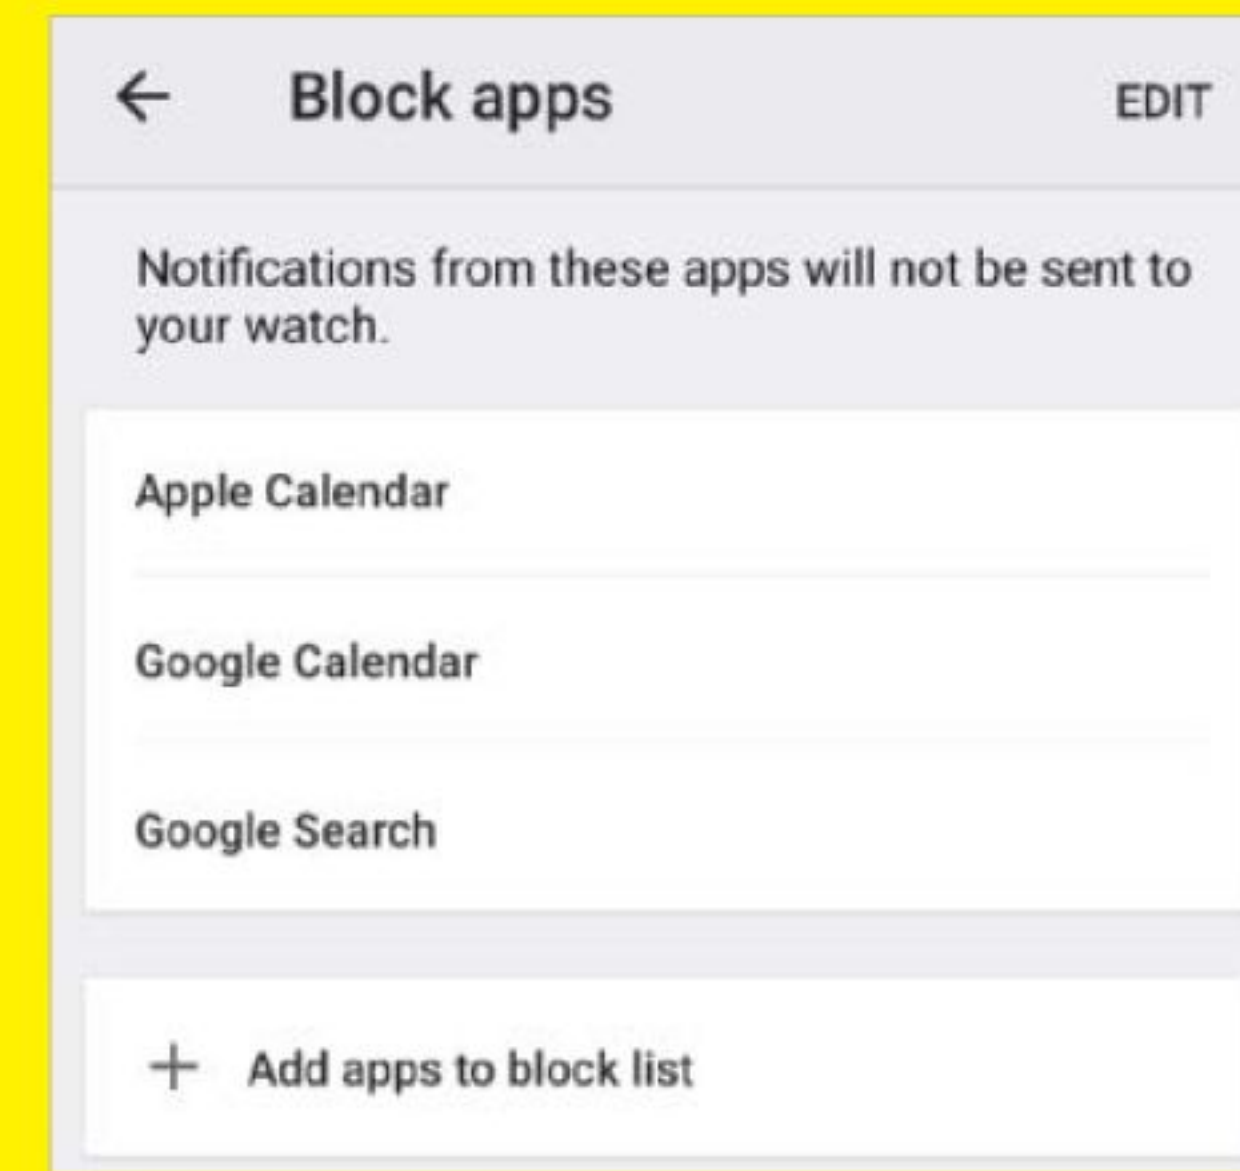 Block apps
EDIT
Notifications from these apps will not be sent to
your watch.
Apple Calendar
Google Calendar
Google Search
+ Add apps to block list